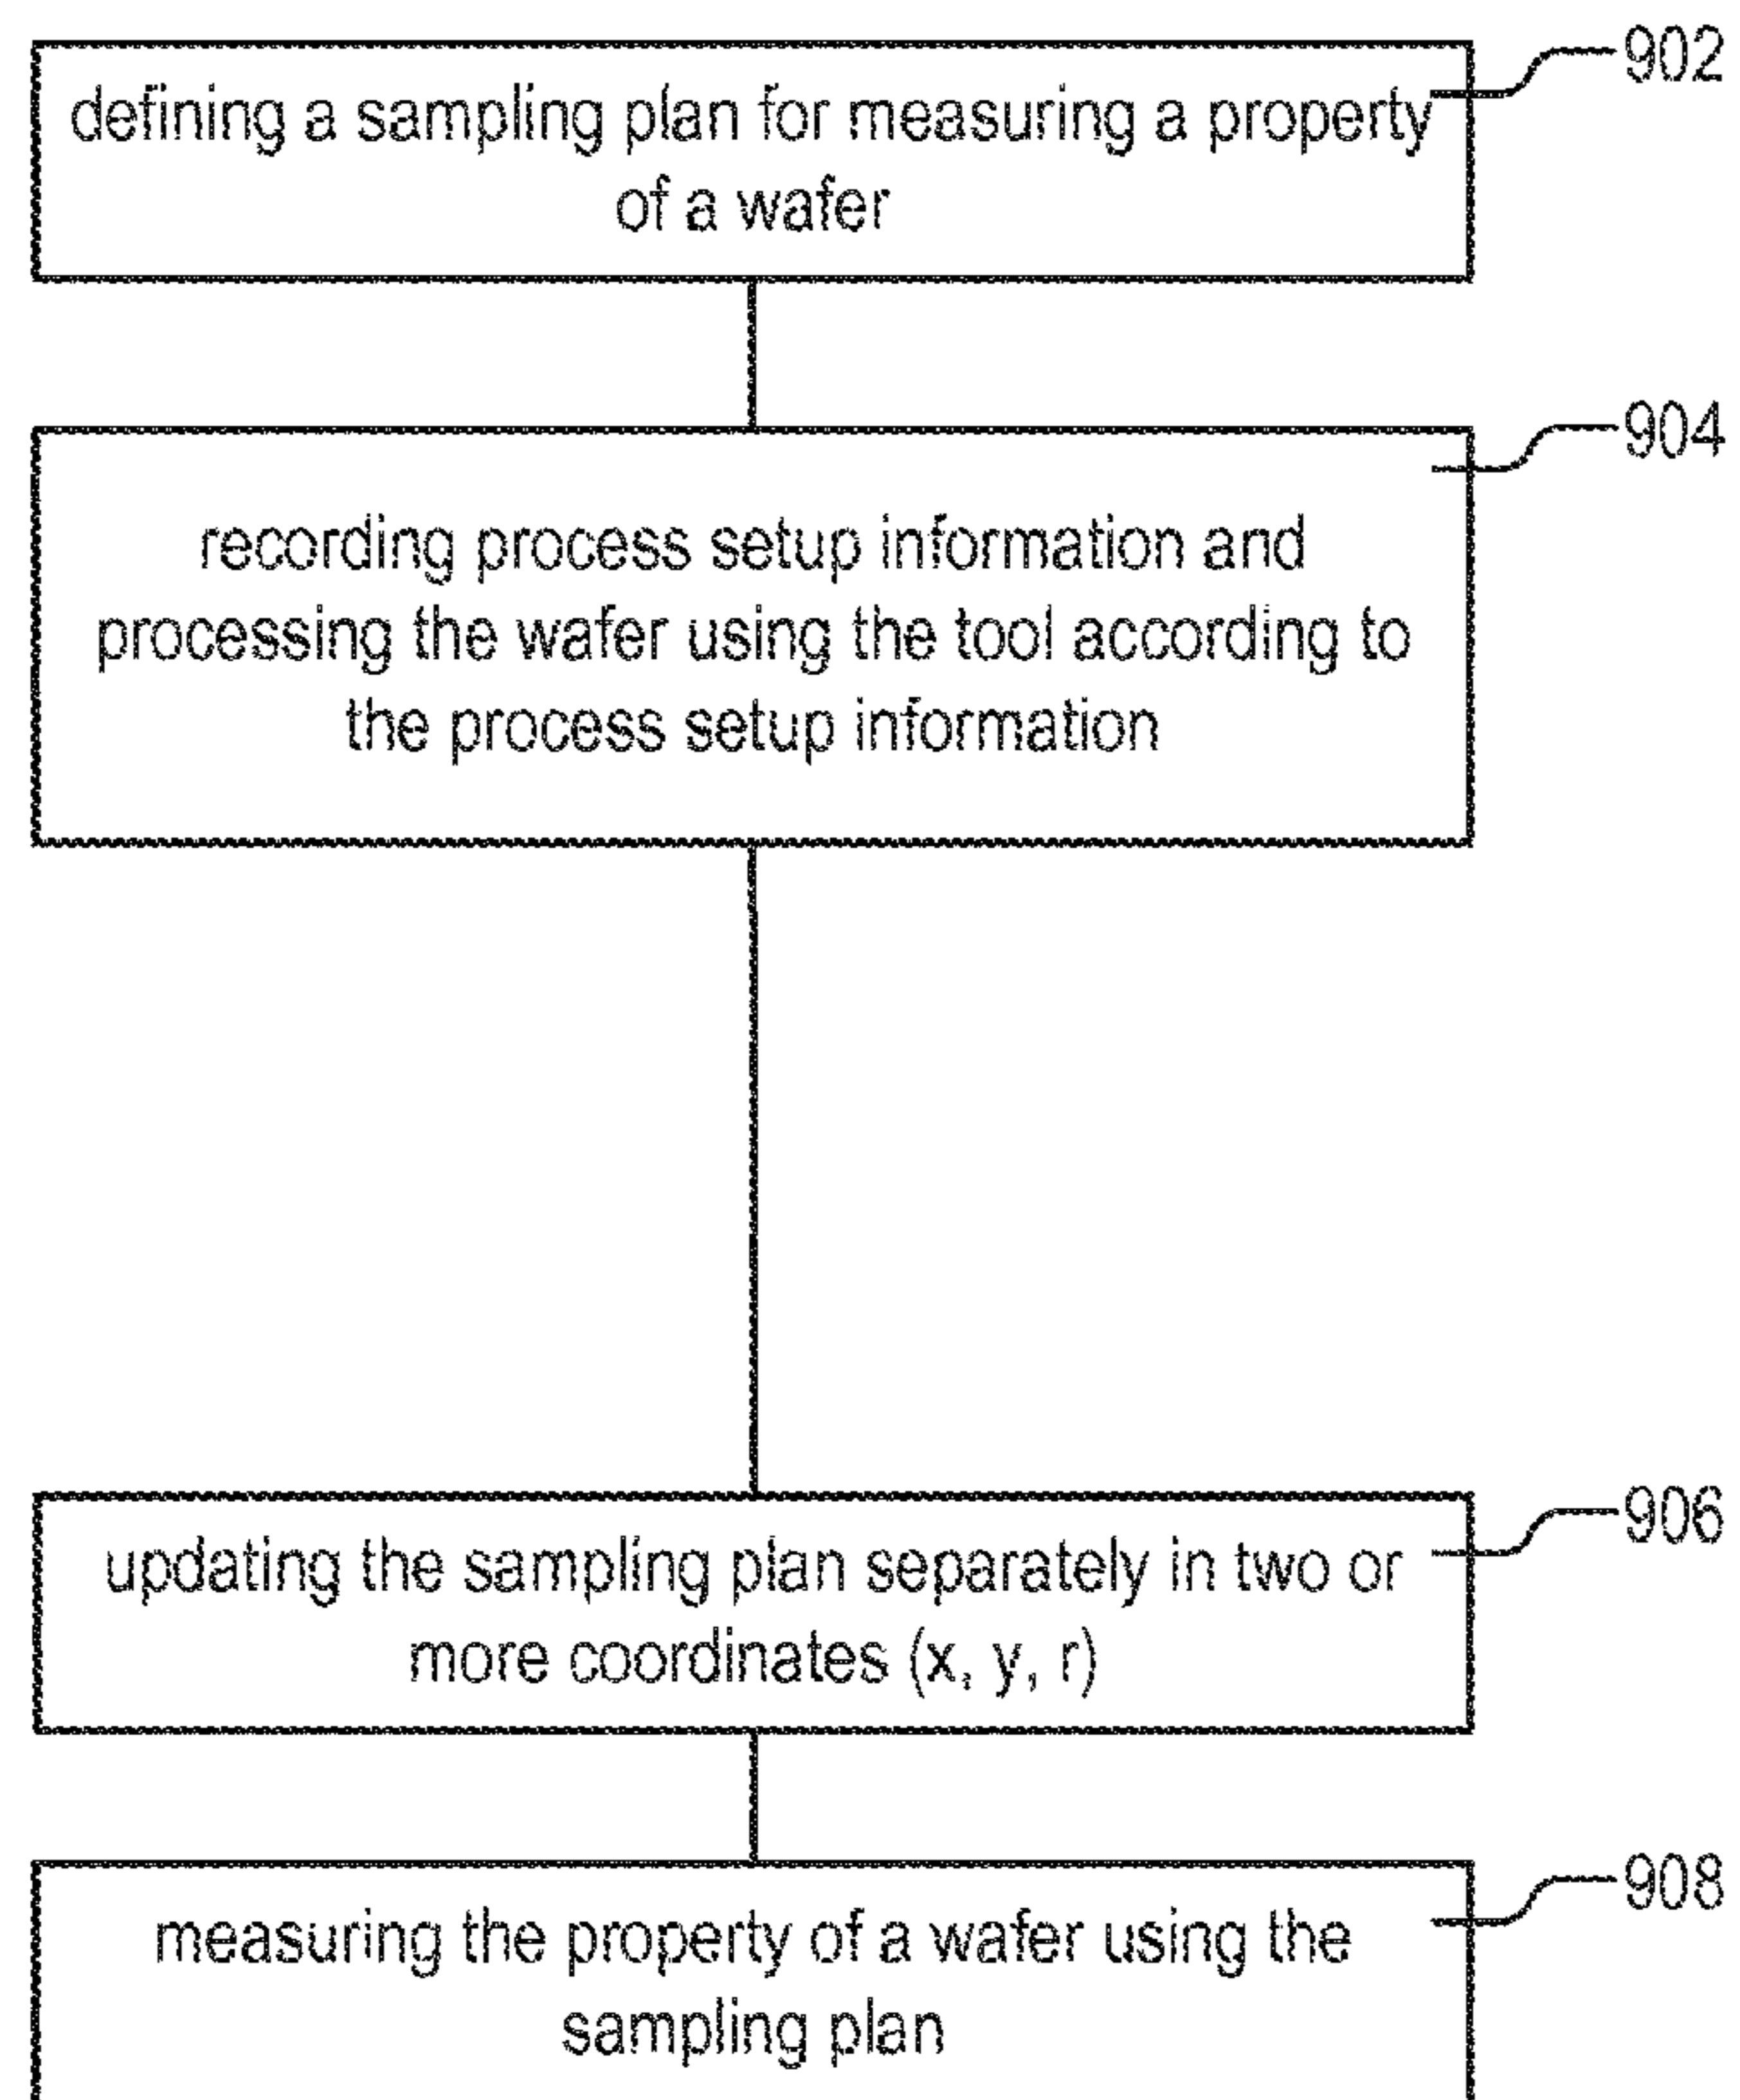 902
defining a sampling plan for measuring a property
of a wafer
904
recording process setup information and
processing the wafer using the tool according to
the process setup information
906
updating the sampling plan separately in two or
more coordinates (x, y, r)
908
measuring the property of a wafer using the
sampling plan